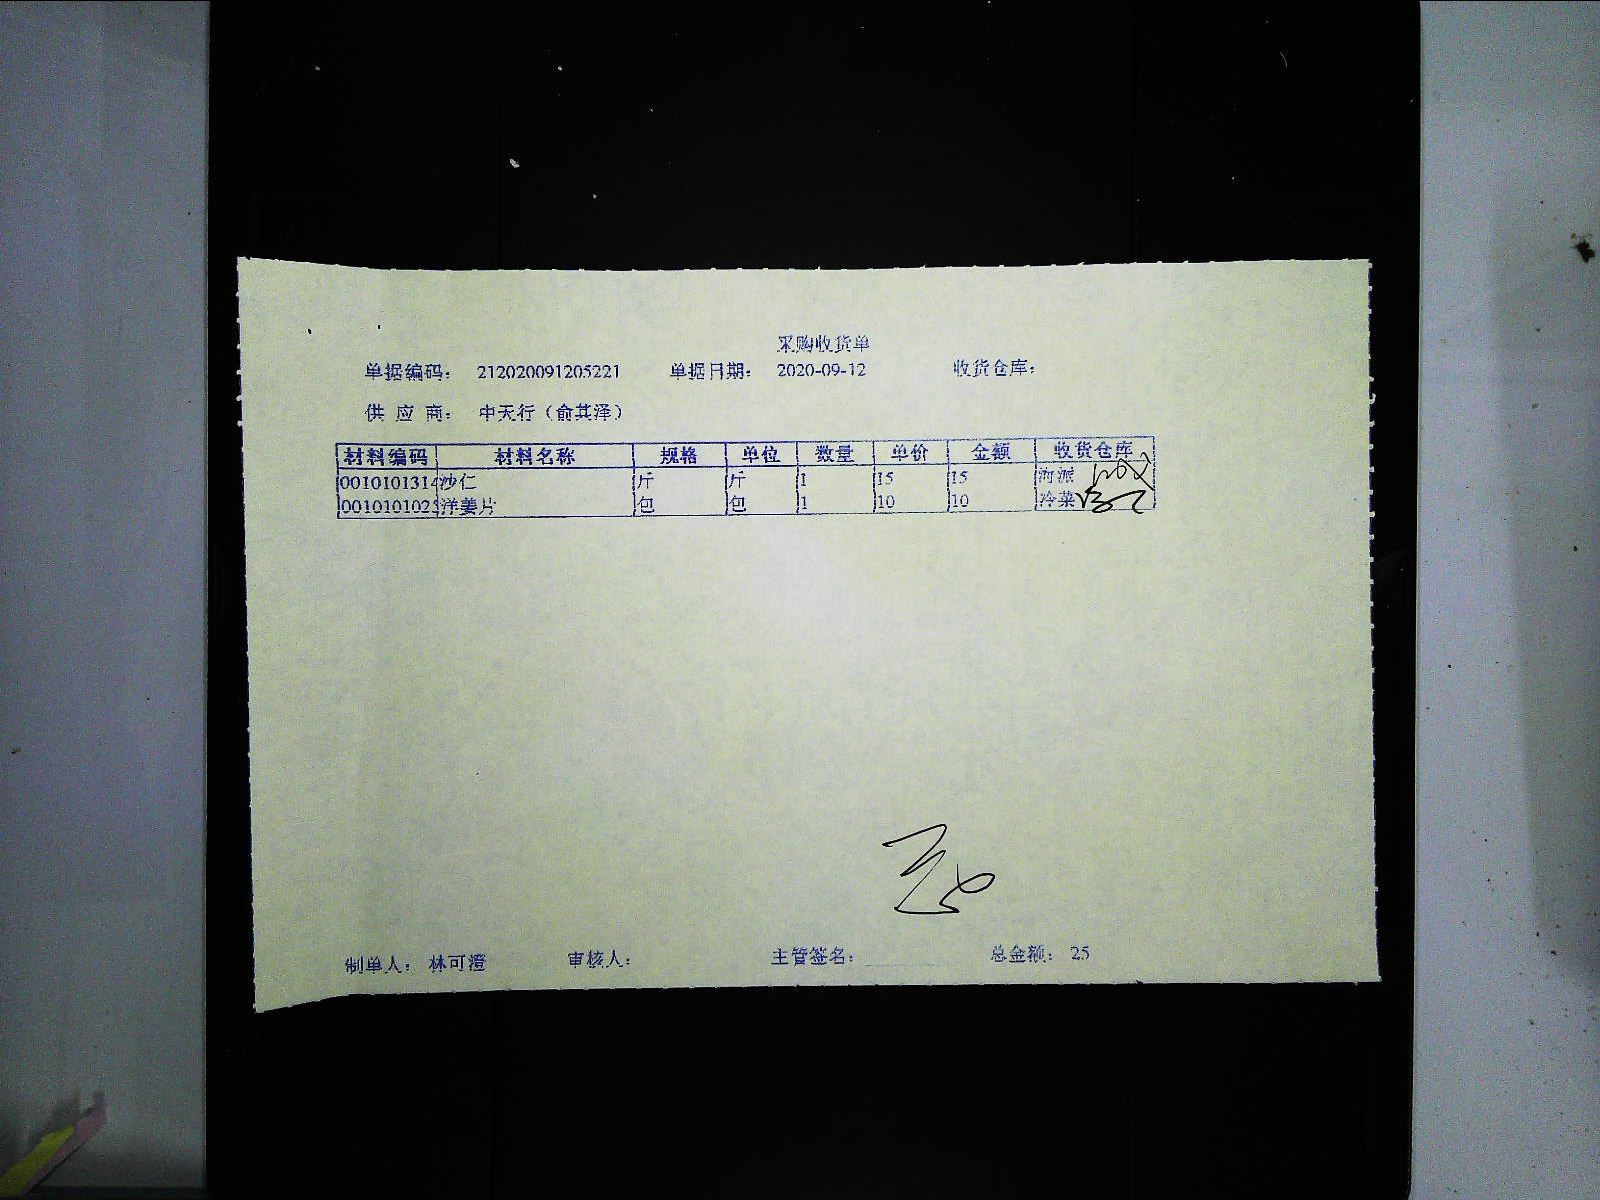 采购收货单
单据编码： 212020091205221 单据日期： 2020-09-12 收货仓库：
供 应 商： 中天行（俞其泽）
材料编码 材料名称 规格 单位 数量 单价 金额 收货仓库
0010101314 沙仁 斤 斤 1 15 15 海派
001010102 洋姜片 包 包 1 10 10 冷菜
制单人： 林可澄 审核人： 主管签名： 总金额： 25